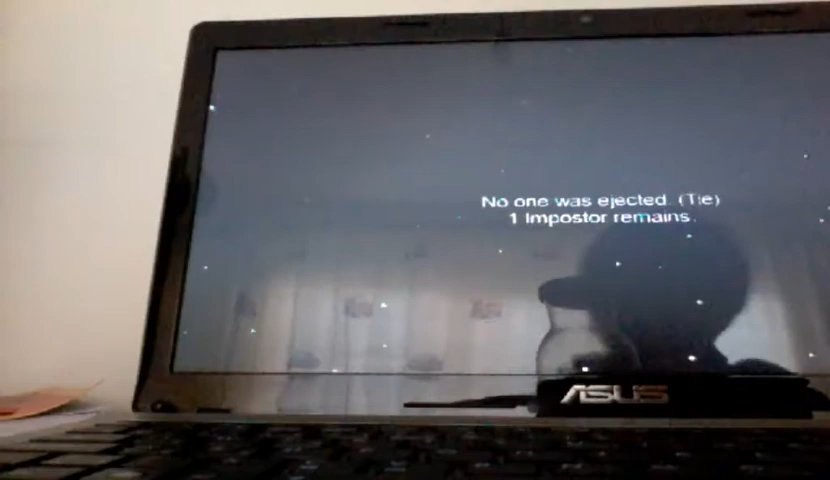 No one was ejected. (Tie)
1 Impostor remains.
ASUS